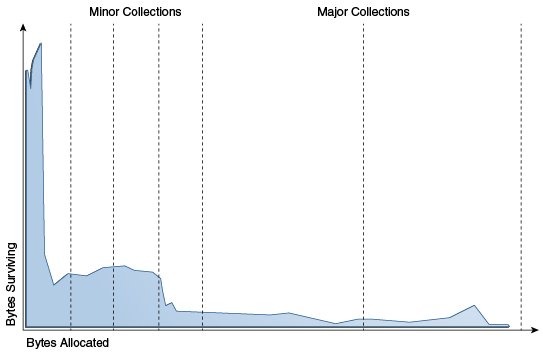 Minor Collections
Major Collections
Bytes Surviving
Bytes Allocated